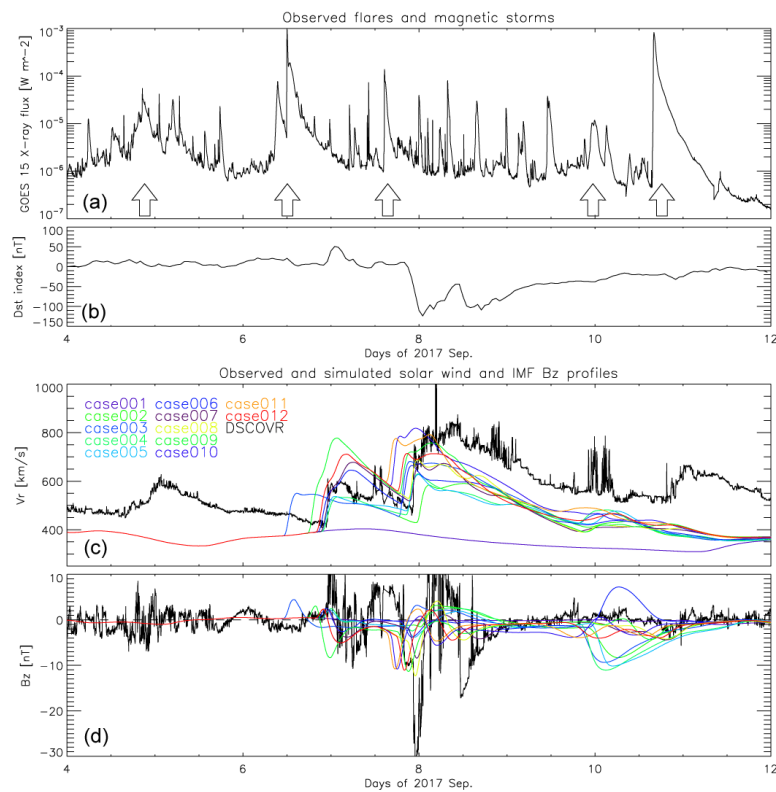 Observed flares and magnetic storms
GOES 15 X-ray flux [W m^-2]
10^-3
10^-4
10^-5
10^-6
10^-7
(a)
Dst index [nT]
100
50
0
-50
-100
-150
(b)
4 6 8 10 12
Days of 2017 Sep.
Observed and simulated solar wind and IMF Bz profiles
Vr [km/s]
1000
800
600
400
case001 case006 case011
case002 case007 case012
case003 case008 DSCOVR
case004 case009
case005 case010
(c)
Bz [nT]
10
0
-10
-20
-30
(d)
4 6 8 10 12
Days of 2017 Sep.